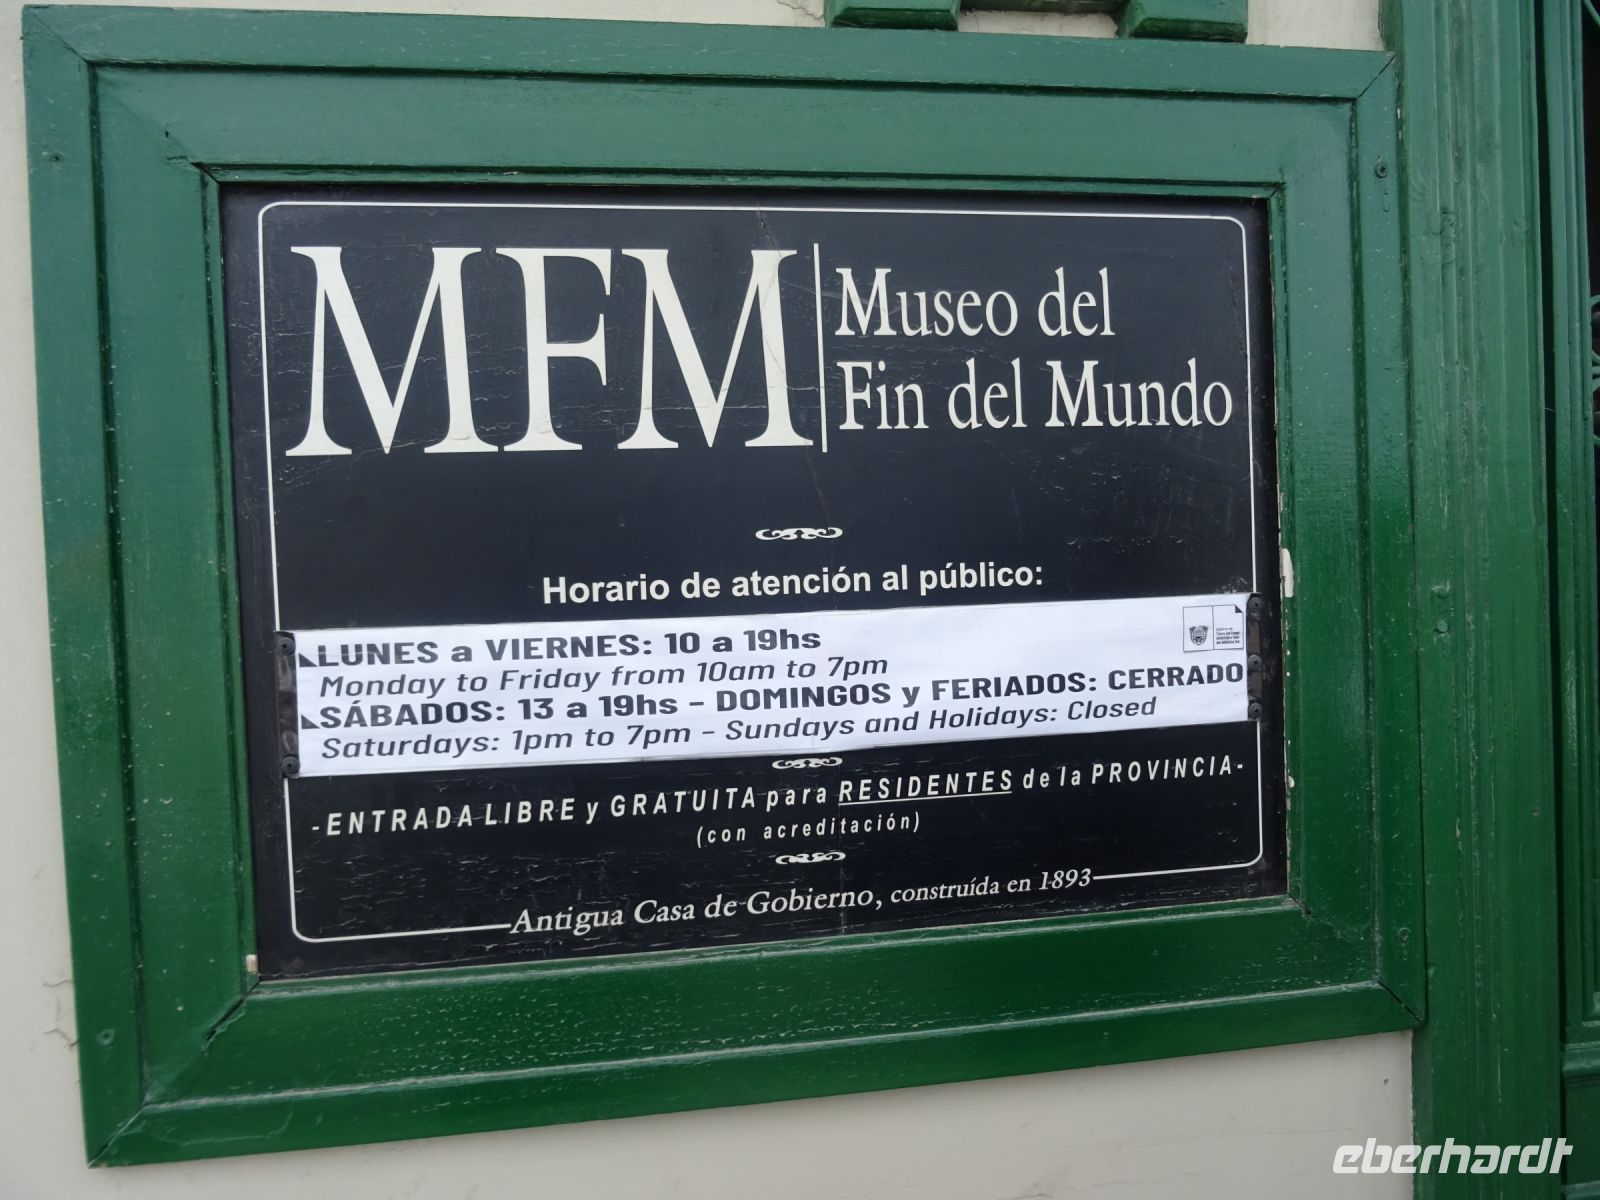 MFM
Museo del
Fin del Mundo
Horario de atención al público:
LUNES a VIERNES: 10 a 19hs
Monday to Friday from 10am to 7pm
SÁBADOS: 13 a 19hs - DOMINGOS y FERIADOS: CERRADO
Saturdays: 1pm to 7pm - Sundays and Holidays: Closed
-ENTRADA LIBRE y GRATUITA para RESIDENTES de la PROVINCIA-
(con acreditación)
Antigua Casa de Gobierno, construída en 1893
eberhardt